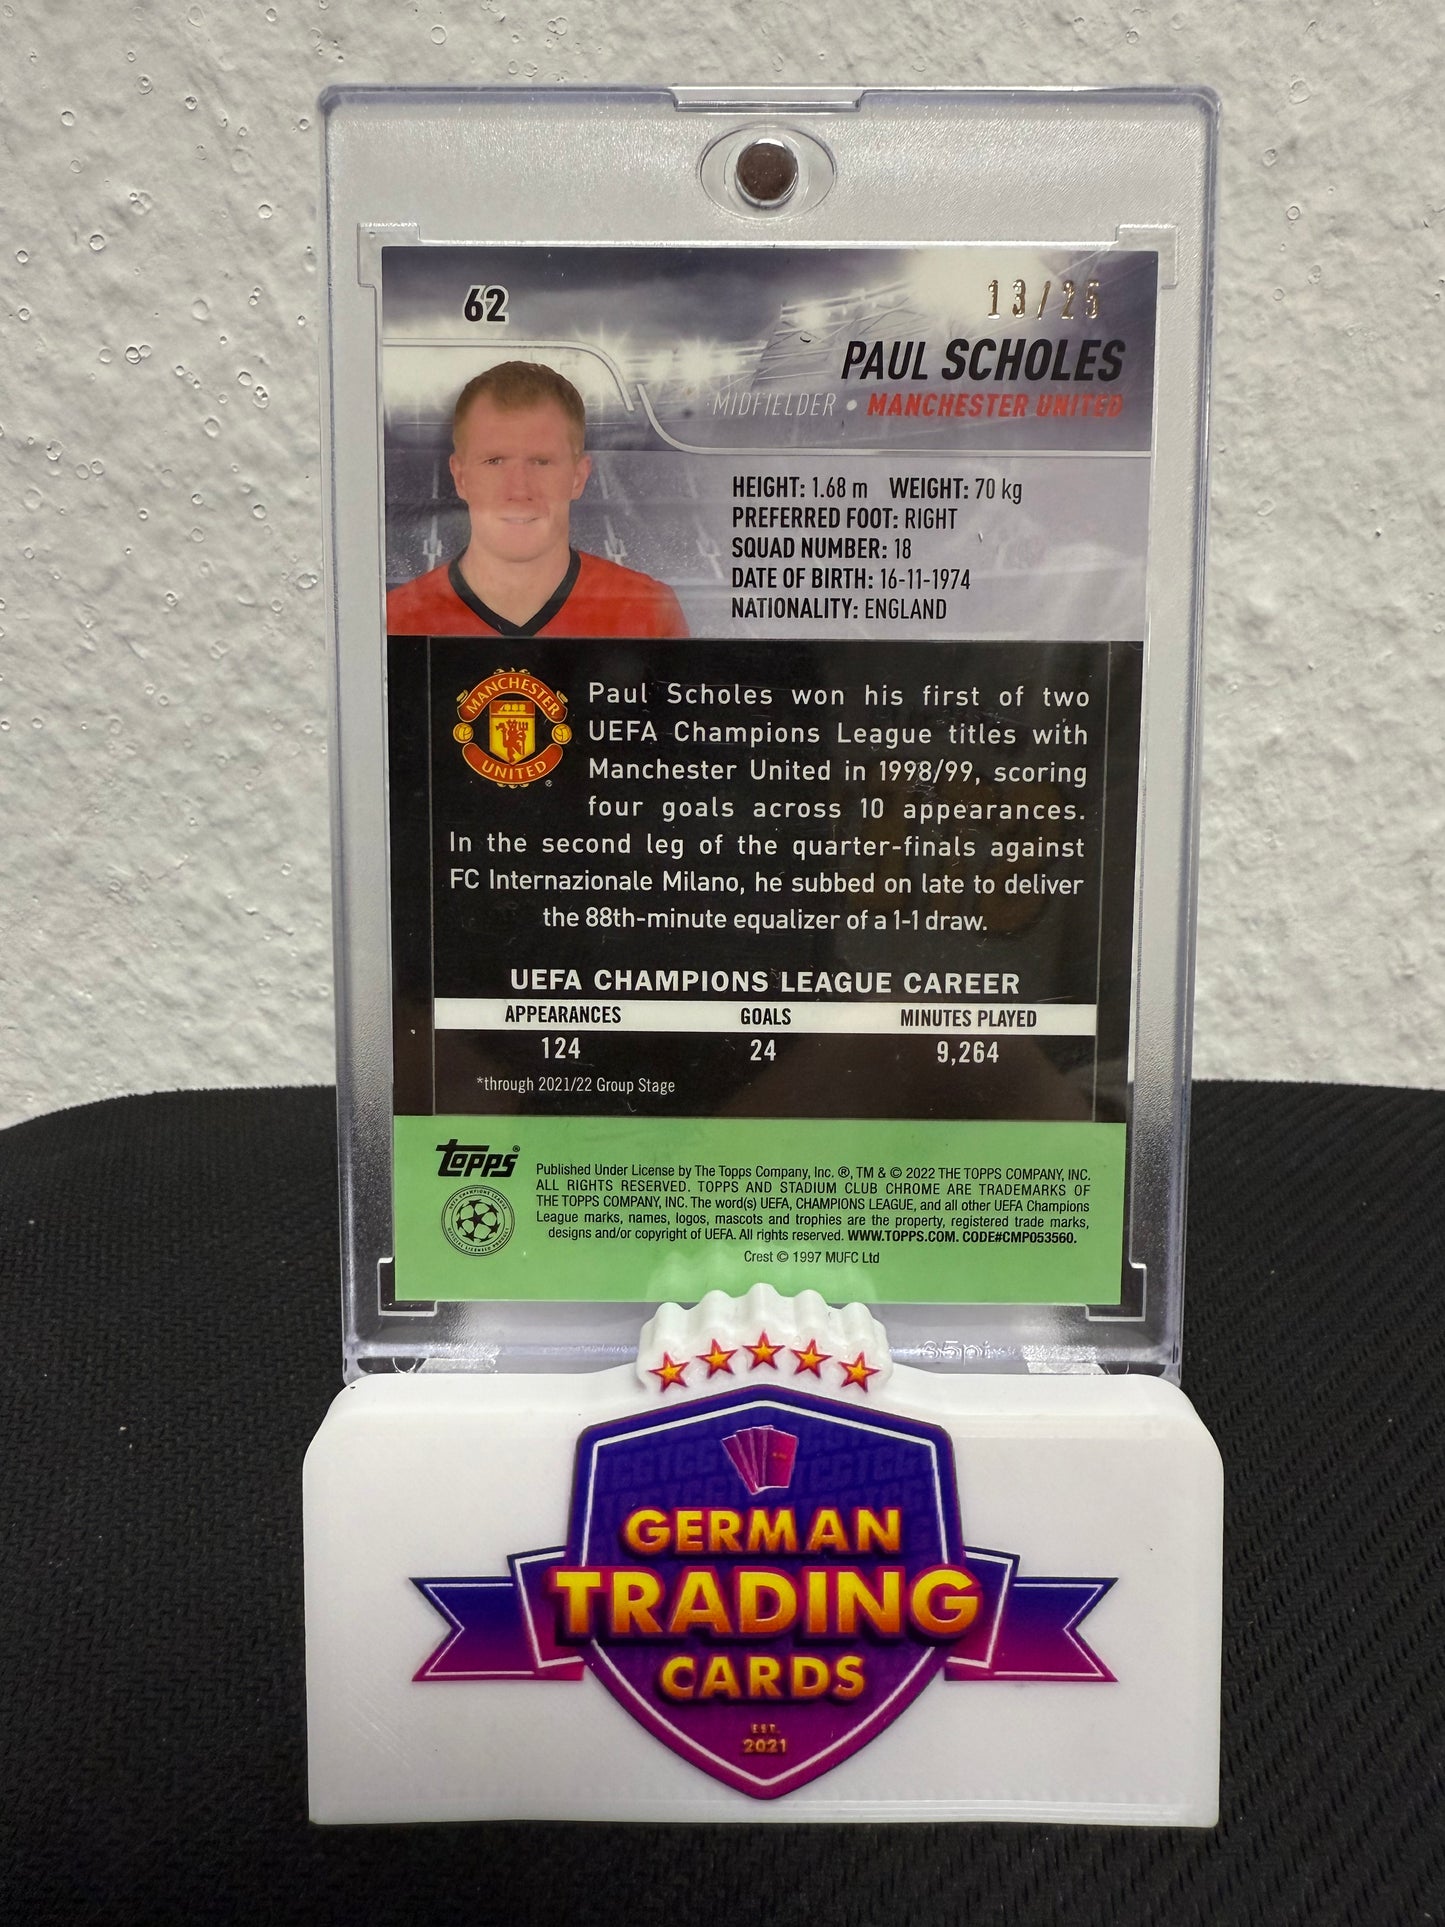 62
13/25
PAUL SCHOLES
MIDFIELDER • MANCHESTER UNITED
HEIGHT: 1.68 m WEIGHT: 70 kg
PREFERRED FOOT: RIGHT
SQUAD NUMBER: 18
DATE OF BIRTH: 16-11-1974
NATIONALITY: ENGLAND
MANCHESTER
UNITED
Paul Scholes won his first of two
UEFA Champions League titles with
Manchester United in 1998/99, scoring
four goals across 10 appearances.
In the second leg of the quarter-finals against
FC Internazionale Milano, he subbed on late to deliver
the 88th-minute equalizer of a 1-1 draw.
UEFA CHAMPIONS LEAGUE CAREER
APPEARANCES GOALS MINUTES PLAYED
124 24 9,264
*through 2021/22 Group Stage
Topps®
Published Under License by The Topps Company, Inc. ®, TM & © 2022 THE TOPPS COMPANY, INC.
ALL RIGHTS RESERVED. TOPPS AND STADIUM CLUB CHROME ARE TRADEMARKS OF
THE TOPPS COMPANY, INC. The word(s) UEFA, CHAMPIONS LEAGUE, and all other UEFA Champions
League marks, names, logos, mascots and trophies are the property, registered trade marks,
designs and/or copyright of UEFA. All rights reserved. WWW.TOPPS.COM. CODE#CMP053560.
Crest © 1997 MUFC Ltd
GERMAN
TRADING
CARDS
EST.
2021